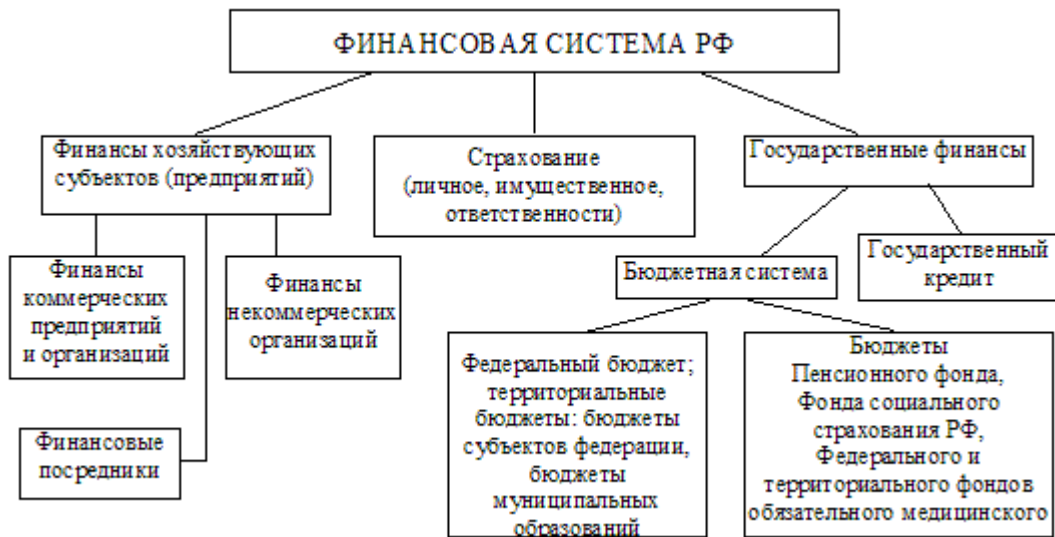 ФИНАНСОВАЯ СИСТЕМА РФ
Финансы хозяйствующих
субъектов (предприятий)
Страхование
(личное, имущественное,
ответственности)
Государственные финансы
Финансы
коммерческих
предприятий
и организаций
Финансы
некоммерческих
организаций
Бюджетная система
Государственный
кредит
Финансовые
посредники
Федеральный бюджет;
территориальные
бюджеты: бюджеты
субъектов федерации,
бюджеты
муниципальных
образований
Бюджеты
Пенсионного фонда,
Фонда социального
страхования РФ,
Федерального и
территориального фондов
обязательного медицинского